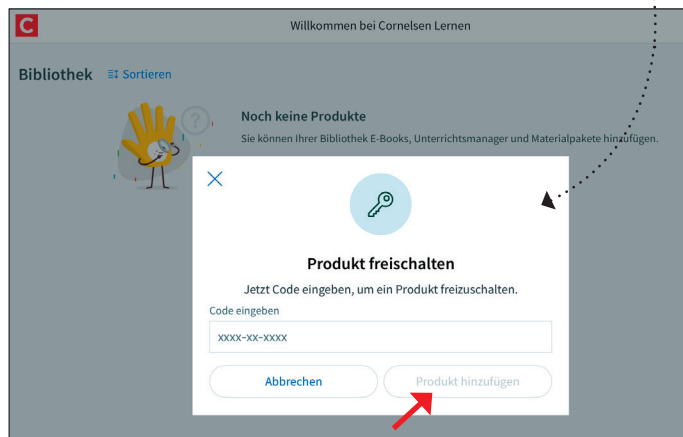 C
Willkommen bei Cornelsen Lernen
Bibliothek
Sortieren
?
Noch keine Produkte
Sie können Ihrer Bibliothek E-Books, Unterrichtsmanager und Materialpakete hinzufügen.
Produkt freischalten
Jetzt Code eingeben, um ein Produkt freizuschalten.
Code eingeben
xxxx-xx-xxxx
Abbrechen
Produkt hinzufügen